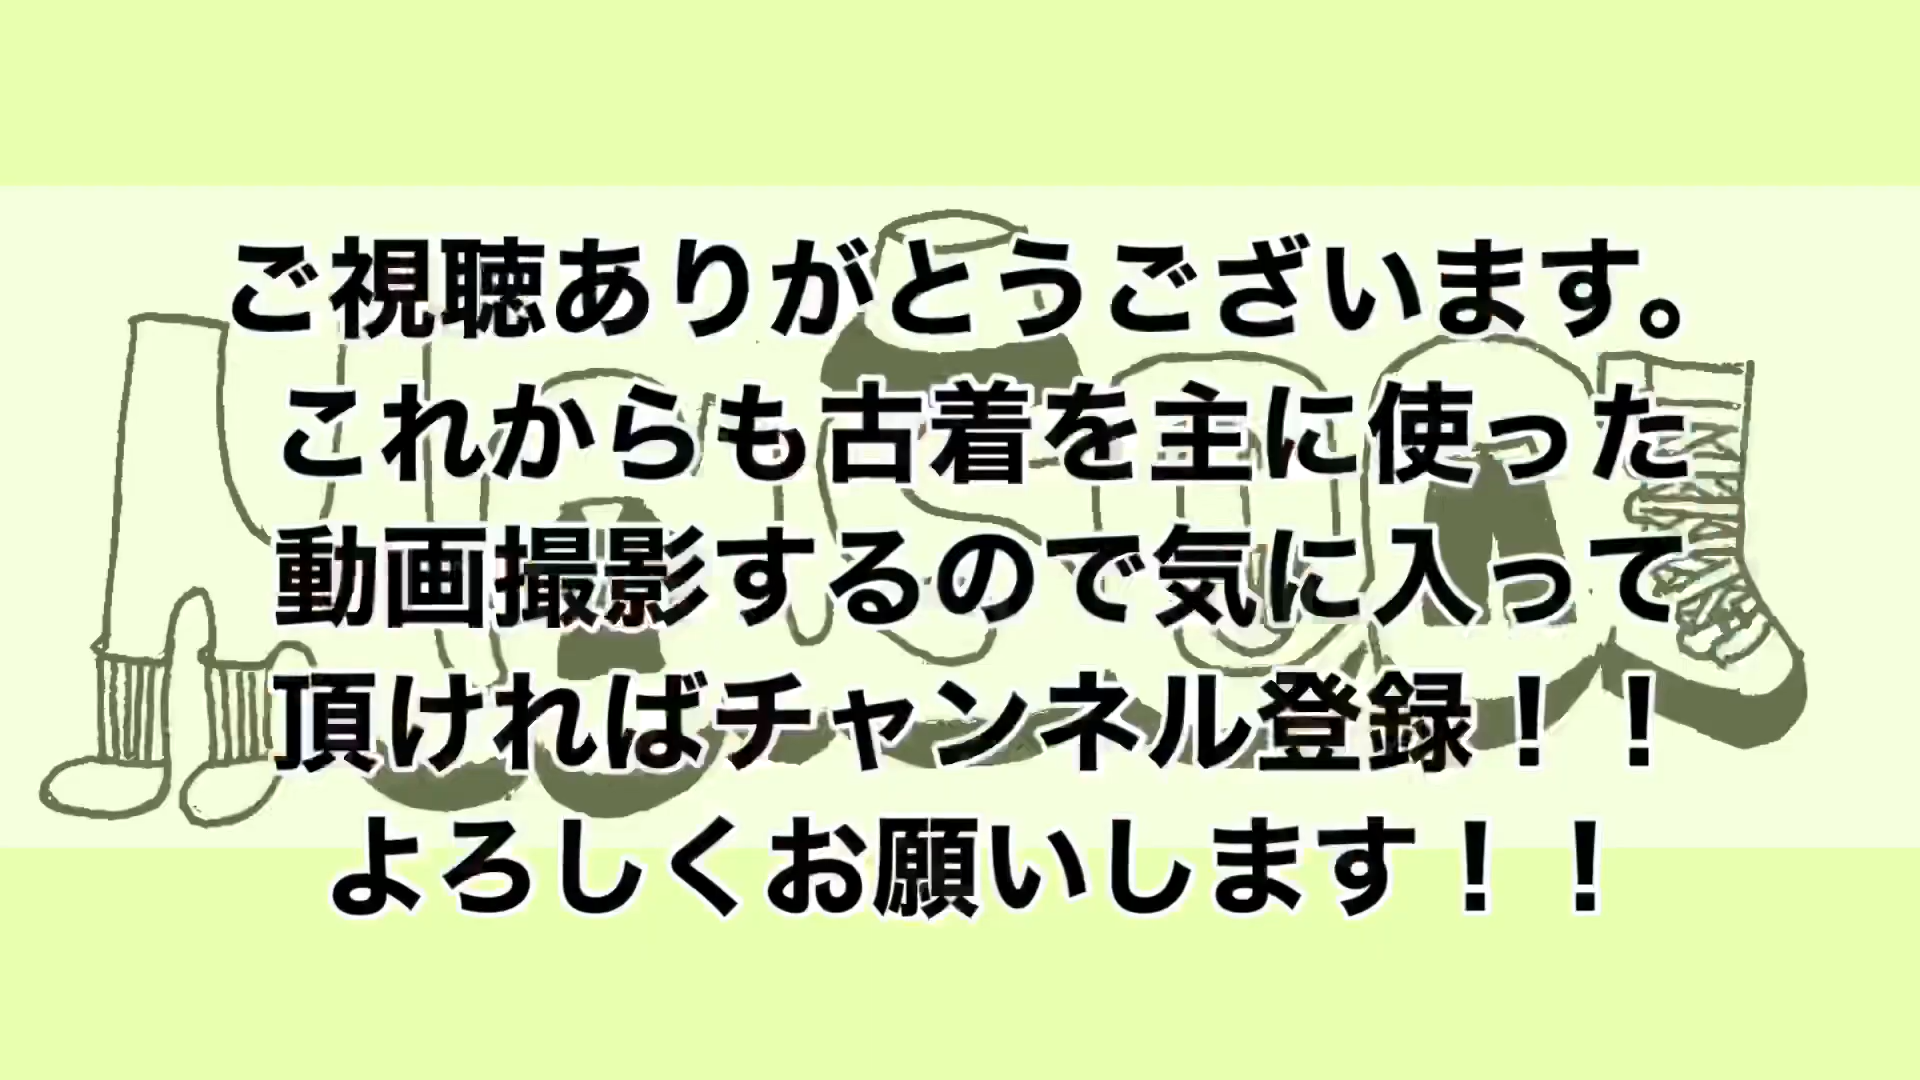 ご視聴ありがとうございます。
これからも古着を主に使った
動画撮影するので気に入って
頂ければチャンネル登録！！
よろしくお願いします！！